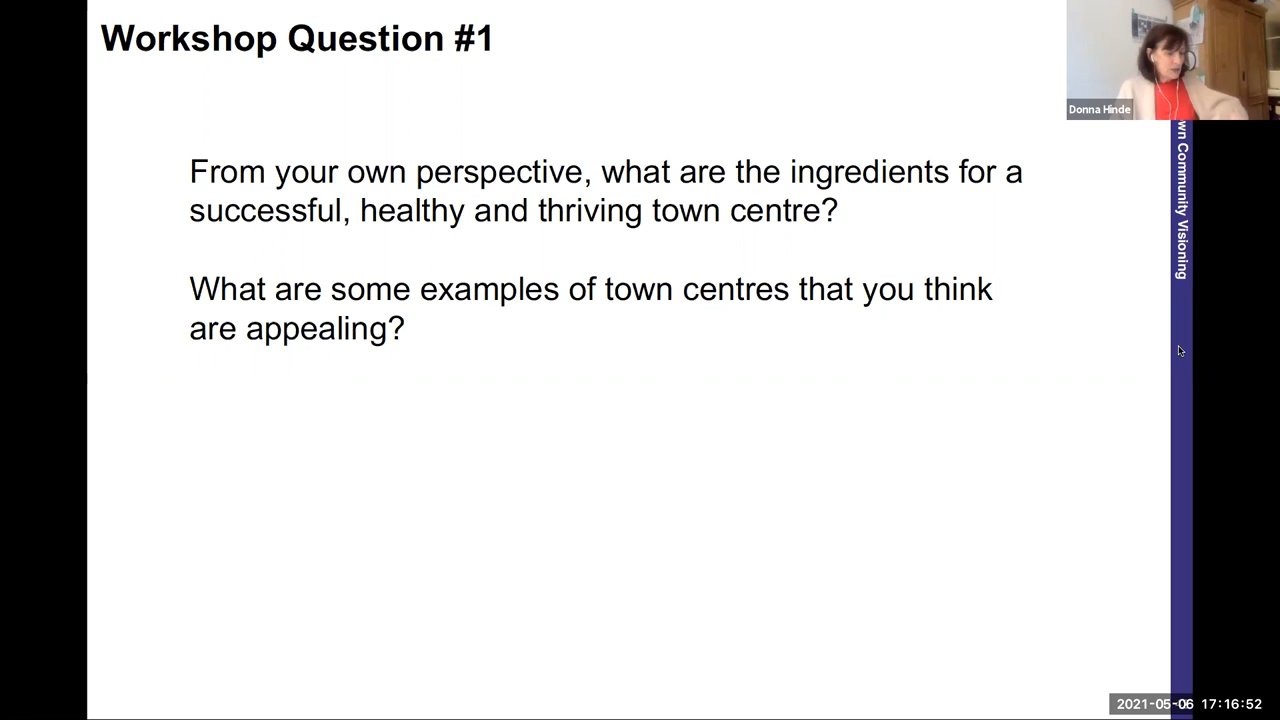 Workshop Question #1
Donna Hinde
From your own perspective, what are the ingredients for a
successful, healthy and thriving town centre?
What are some examples of town centres that you think
are appealing?
wn Community Visioning
2021-05-06 17:16:52